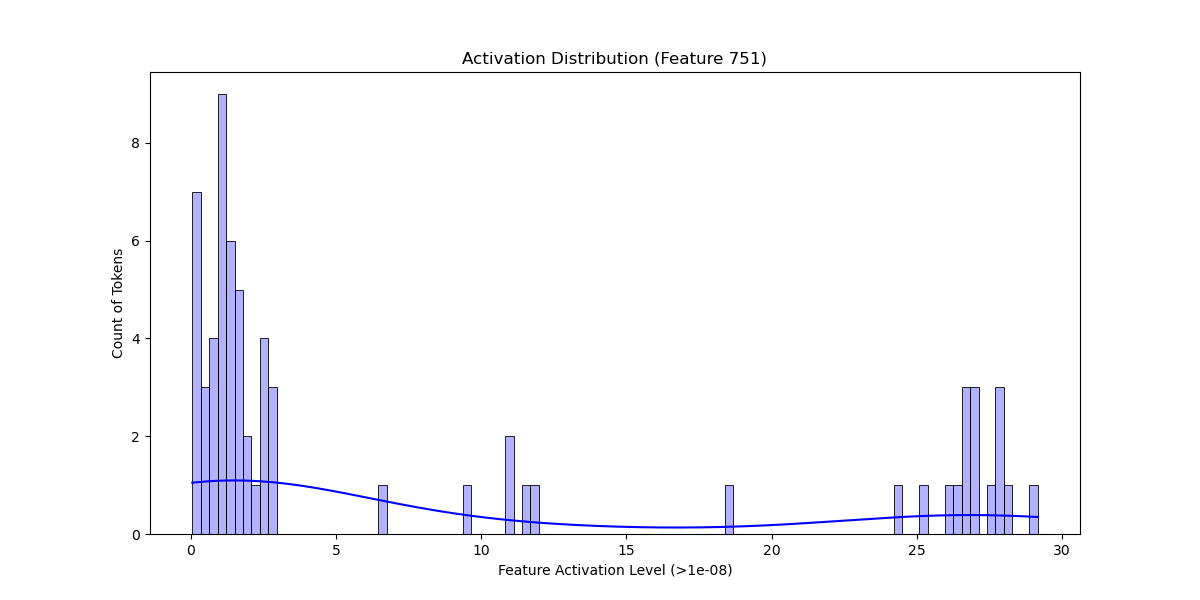 Activation Distribution (Feature 751)
8
6
4
2
0
Count of Tokens
0 5 10 15 20 25 30
Feature Activation Level (>1e-08)